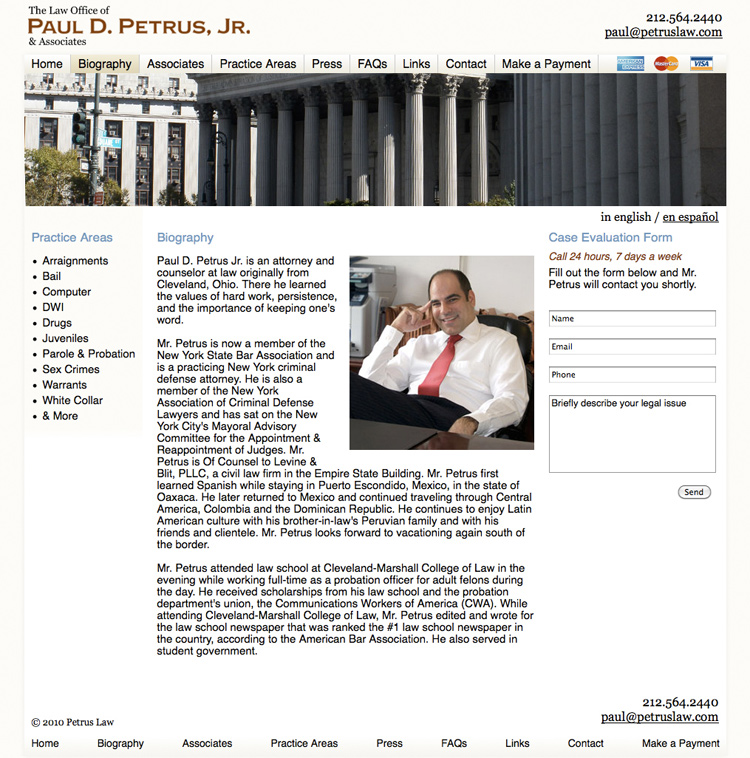 The Law Office of
PAUL D. PETRUS, JR.
& Associates
212.564.2440
paul@petruslaw.com
Home Biography Associates Practice Areas Press FAQs Links Contact Make a Payment
AMERICAN EXPRESS MasterCard VISA
in english / en español
Practice Areas
Arraignments
Bail
Computer
DWI
Drugs
Juveniles
Parole & Probation
Sex Crimes
Warrants
White Collar
& More
Biography
Paul D. Petrus Jr. is an attorney and
counselor at law originally from
Cleveland, Ohio. There he learned
the values of hard work, persistence,
and the importance of keeping one's
word.
Mr. Petrus is now a member of the
New York State Bar Association and
is a practicing New York criminal
defense attorney. He is also a
member of the New York
Association of Criminal Defense
Lawyers and has sat on the New
York City's Mayoral Advisory
Committee for the Appointment &
Reappointment of Judges. Mr.
Petrus is Of Counsel to Levine &
Blit, PLLC, a civil law firm in the Empire State Building. Mr. Petrus first
learned Spanish while staying in Puerto Escondido, Mexico, in the state of
Oaxaca. He later returned to Mexico and continued traveling through Central
America, Colombia and the Dominican Republic. He continues to enjoy Latin
American culture with his brother-in-law's Peruvian family and with his
friends and clientele. Mr. Petrus looks forward to vacationing again south of
the border.
Mr. Petrus attended law school at Cleveland-Marshall College of Law in the
evening while working full-time as a probation officer for adult felons during
the day. He received scholarships from his law school and the probation
department's union, the Communications Workers of America (CWA). While
attending Cleveland-Marshall College of Law, Mr. Petrus edited and wrote for
the law school newspaper that was ranked the #1 law school newspaper in
the country, according to the American Bar Association. He also served in
student government.
Case Evaluation Form
Call 24 hours, 7 days a week
Fill out the form below and Mr.
Petrus will contact you shortly.
Name
Email
Phone
Briefly describe your legal issue
Send
212.564.2440
paul@petruslaw.com
© 2010 Petrus Law
Home Biography Associates Practice Areas Press FAQs Links Contact Make a Payment